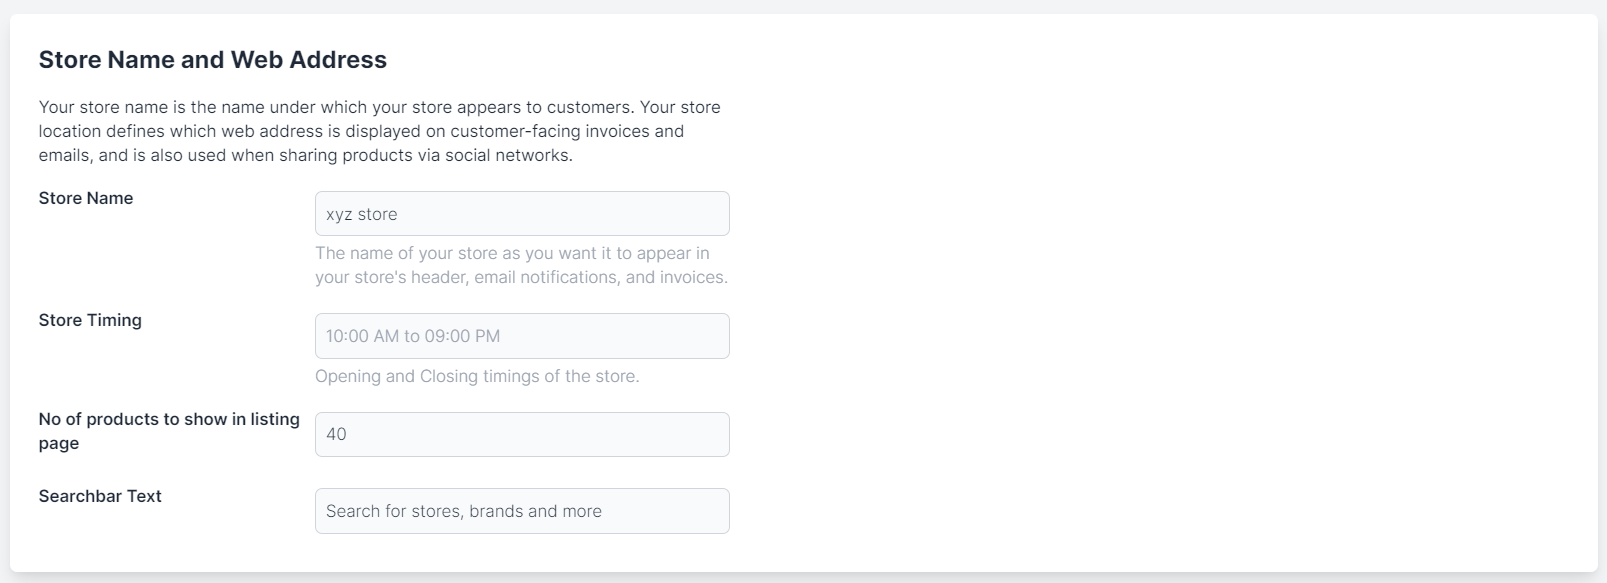 Store Name and Web Address
Your store name is the name under which your store appears to customers. Your store
location defines which web address is displayed on customer-facing invoices and
emails, and is also used when sharing products via social networks.
Store Name
xyz store
The name of your store as you want it to appear in
your store's header, email notifications, and invoices.
Store Timing
10:00 AM to 09:00 PM
Opening and Closing timings of the store.
No of products to show in listing
page
40
Searchbar Text
Search for stores, brands and more